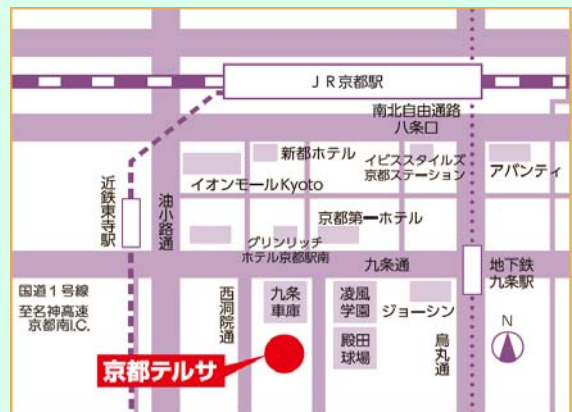 JR京都駅
南北自由通路
八条口
新都ホテル
イビススタイルズ
京都ステーション
アバンティ
イオンモールKyoto
近鉄東寺駅
油小路通
京都第一ホテル
グリンリッチ
ホテル京都駅南
九条通
地下鉄
九条駅
国道1号線
至名神高速
京都南I.C.
西洞院通
九条
車庫
凌風
学園
ジョーシン
殿田
球場
烏丸通
N
京都テルサ